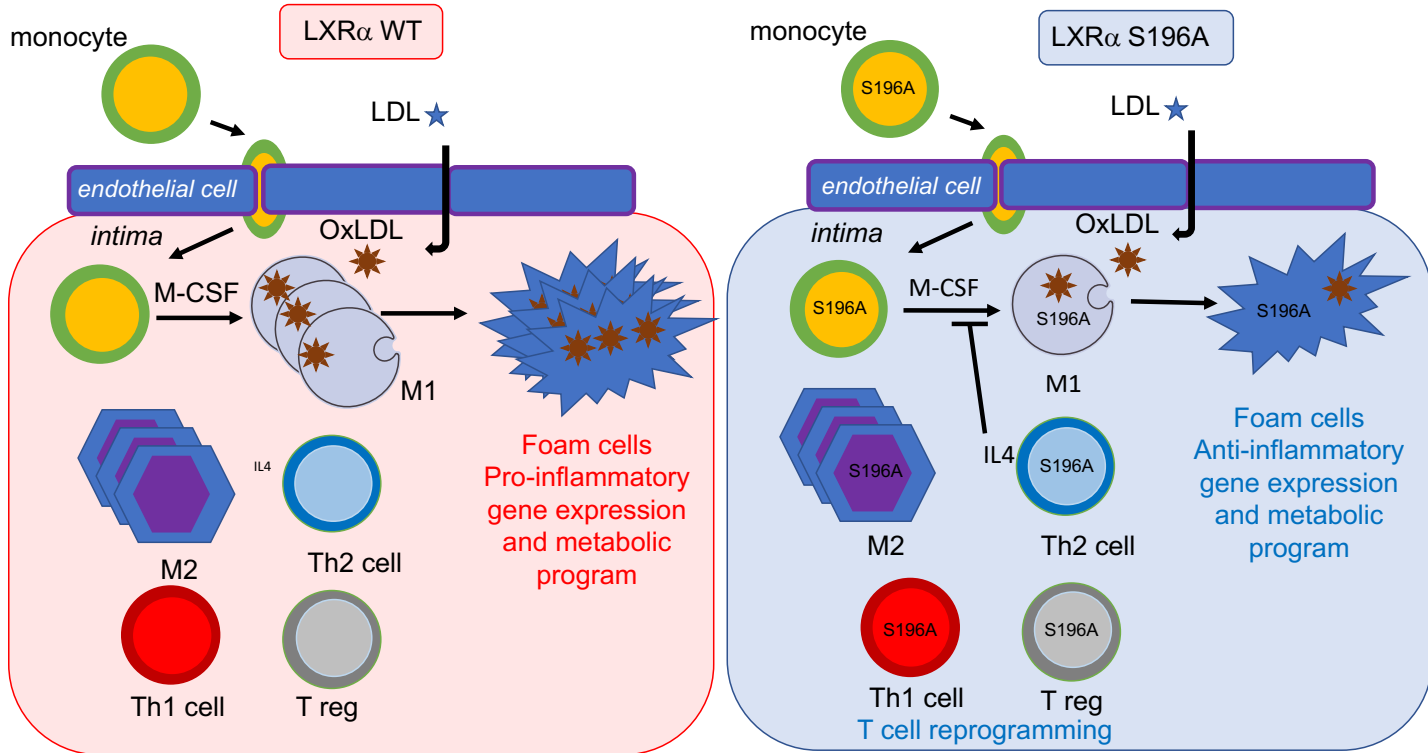 LXRα WT
monocyte
LDL
endothelial cell
intima
OxLDL
M-CSF
M1
Foam cells
Pro-inflammatory
gene expression
and metabolic
program
IL4
M2
Th2 cell
Th1 cell
T reg
LXRα S196A
monocyte
S196A
LDL
endothelial cell
intima
OxLDL
S196A
M-CSF
S196A
S196A
M1
Foam cells
Anti-inflammatory
gene expression
and metabolic
program
S196A
IL4
S196A
M2
Th2 cell
S196A
S196A
Th1 cell
T reg
T cell reprogramming